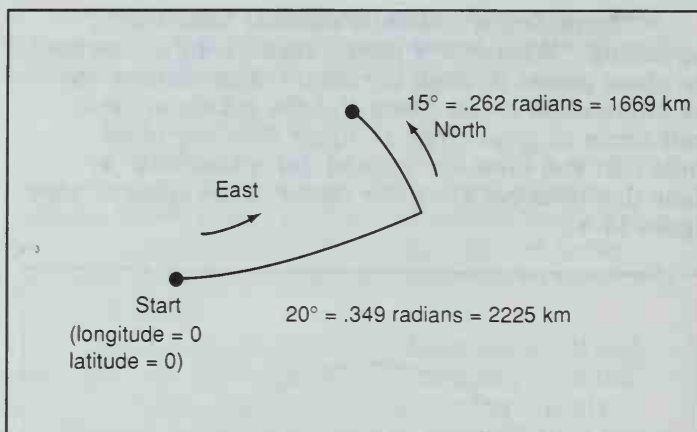 15° = .262 radians = 1669 km
North
East
Start
(longitude = 0
latitude = 0)
20° = .349 radians = 2225 km